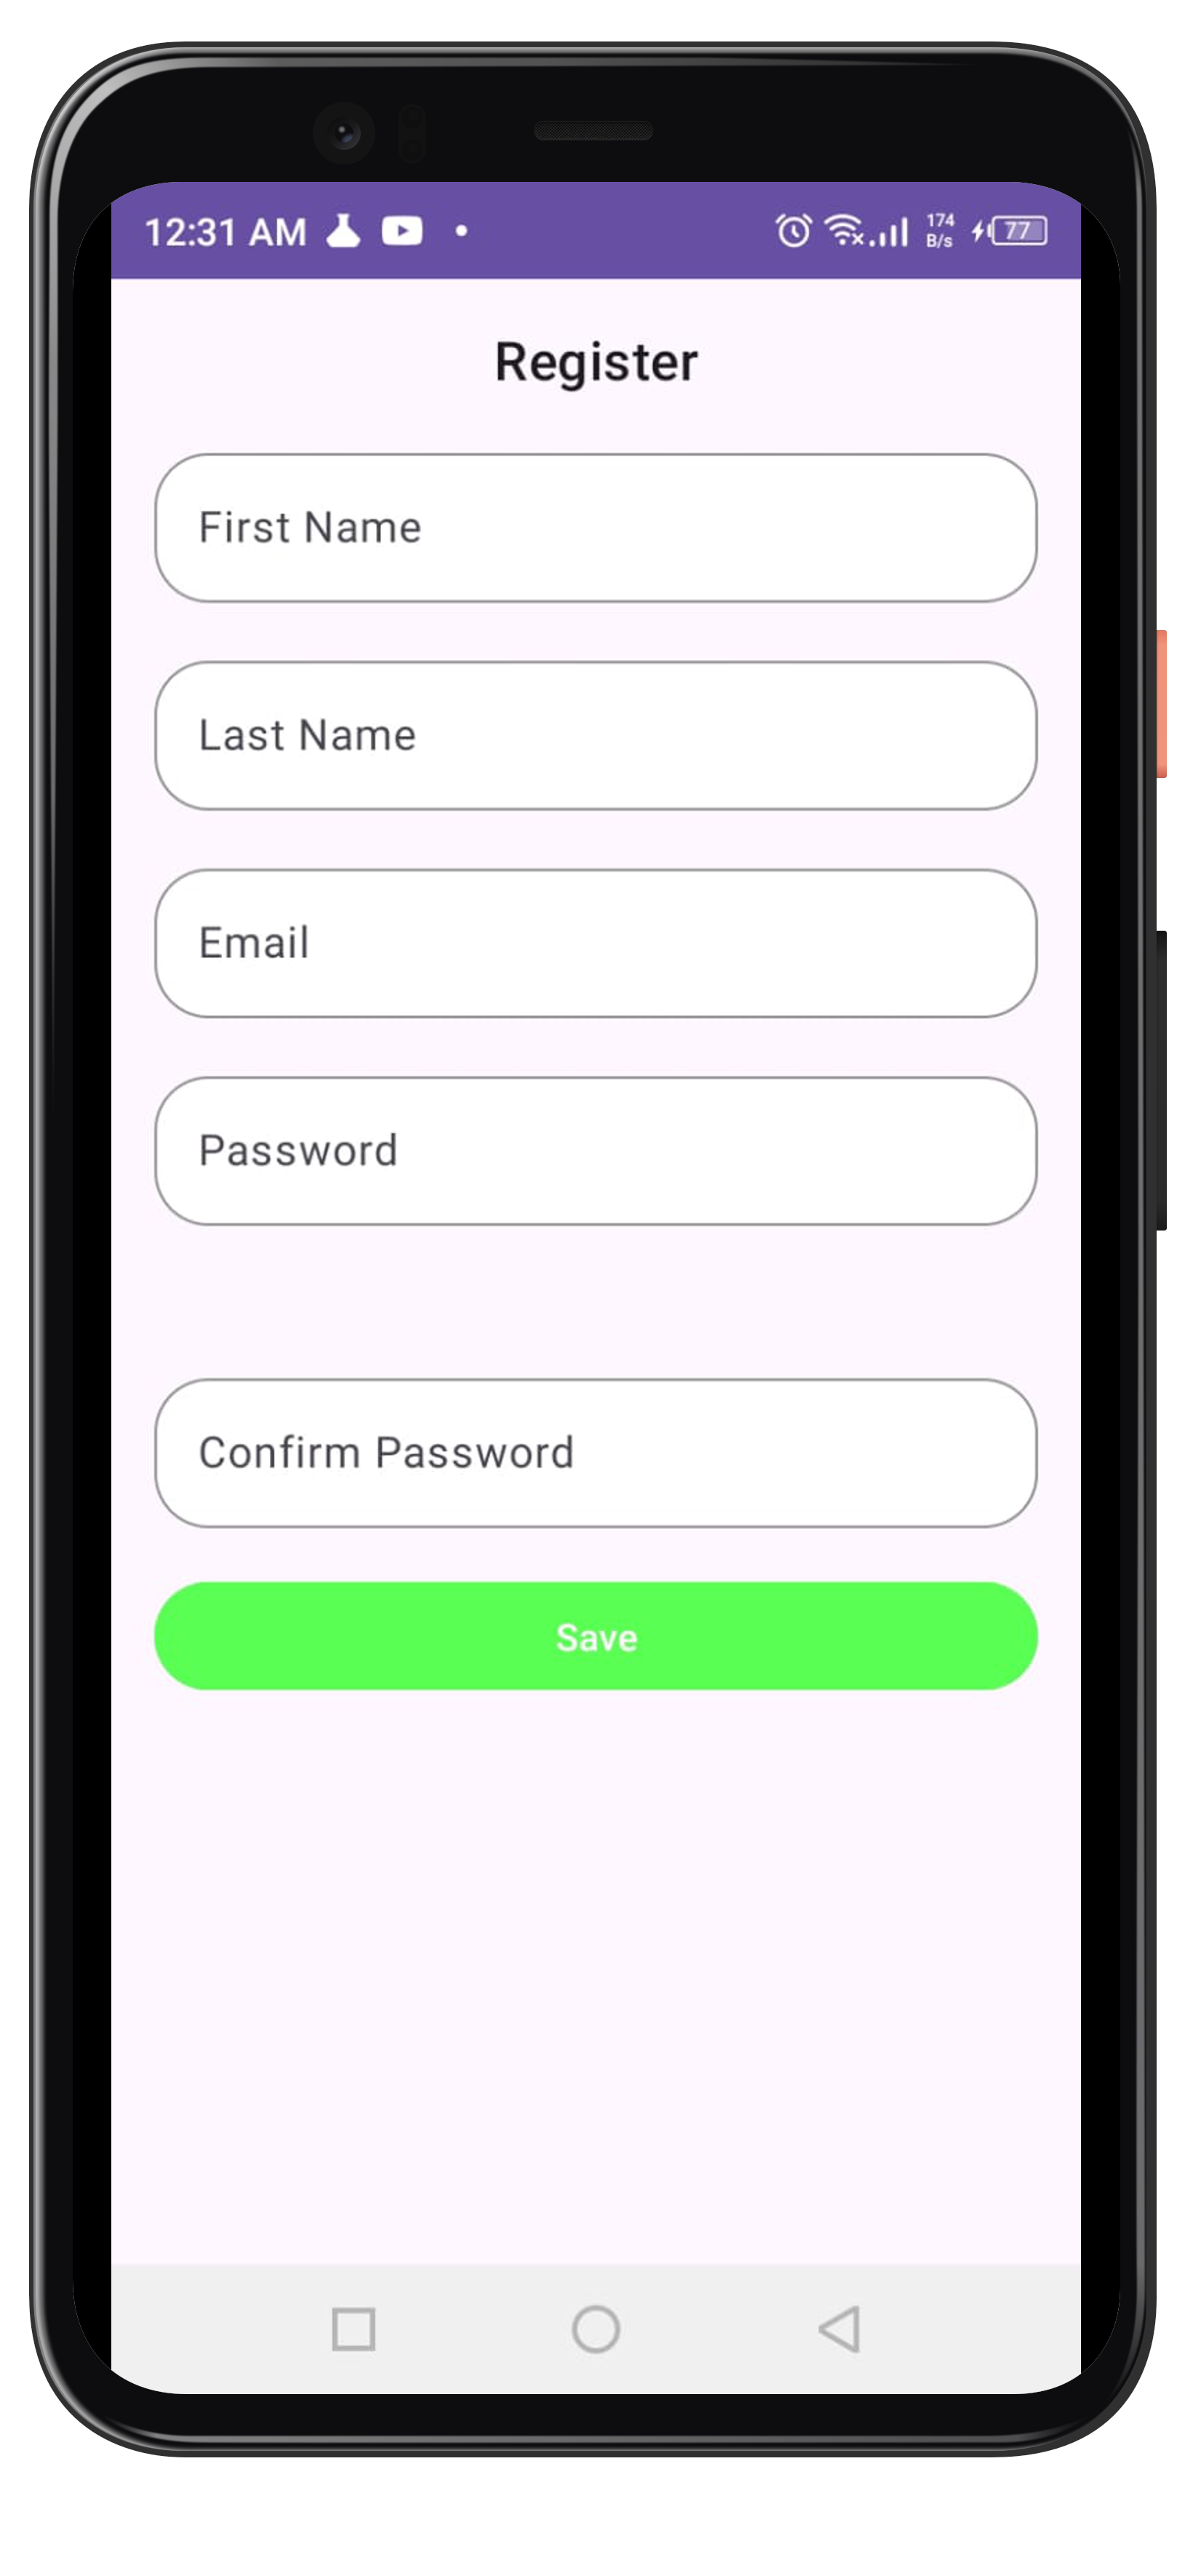 12:31 AM 174 B/s 77
Register
First Name
Last Name
Email
Password
Confirm Password
Save